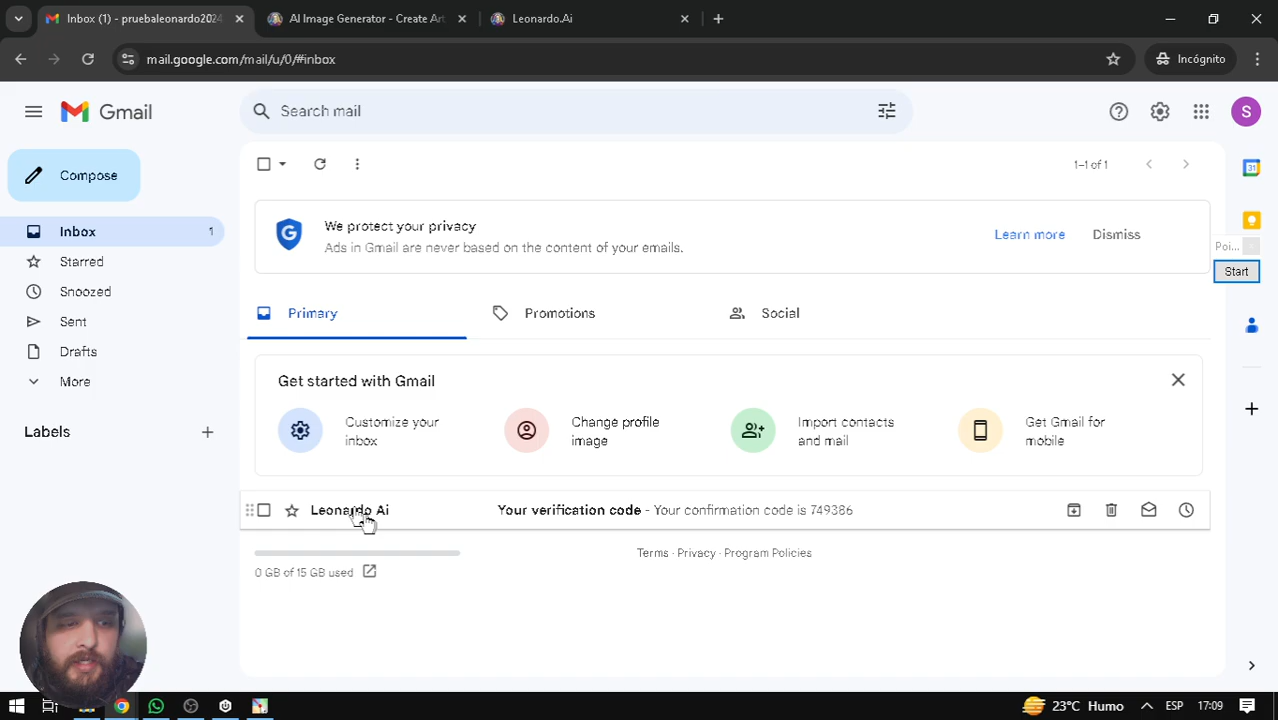 Inbox (1) - pruebaleonardo2024
AI Image Generator - Create Art
Leonardo.Ai
mail.google.com/mail/u/0/#inbox
Incógnito
Gmail
Search mail
S
Compose
1–1 of 1
31
We protect your privacy
Ads in Gmail are never based on the content of your emails.
Learn more
Dismiss
Inbox
1
Starred
Snoozed
Sent
Drafts
More
Labels
Poi...
Start
Primary
Promotions
Social
Get started with Gmail
Customize your
inbox
Change profile
image
Import contacts
and mail
Get Gmail for
mobile
Leonardo Ai
Your verification code - Your confirmation code is 749386
0 GB of 15 GB used
Terms · Privacy · Program Policies
23°C Humo
ESP
17:09